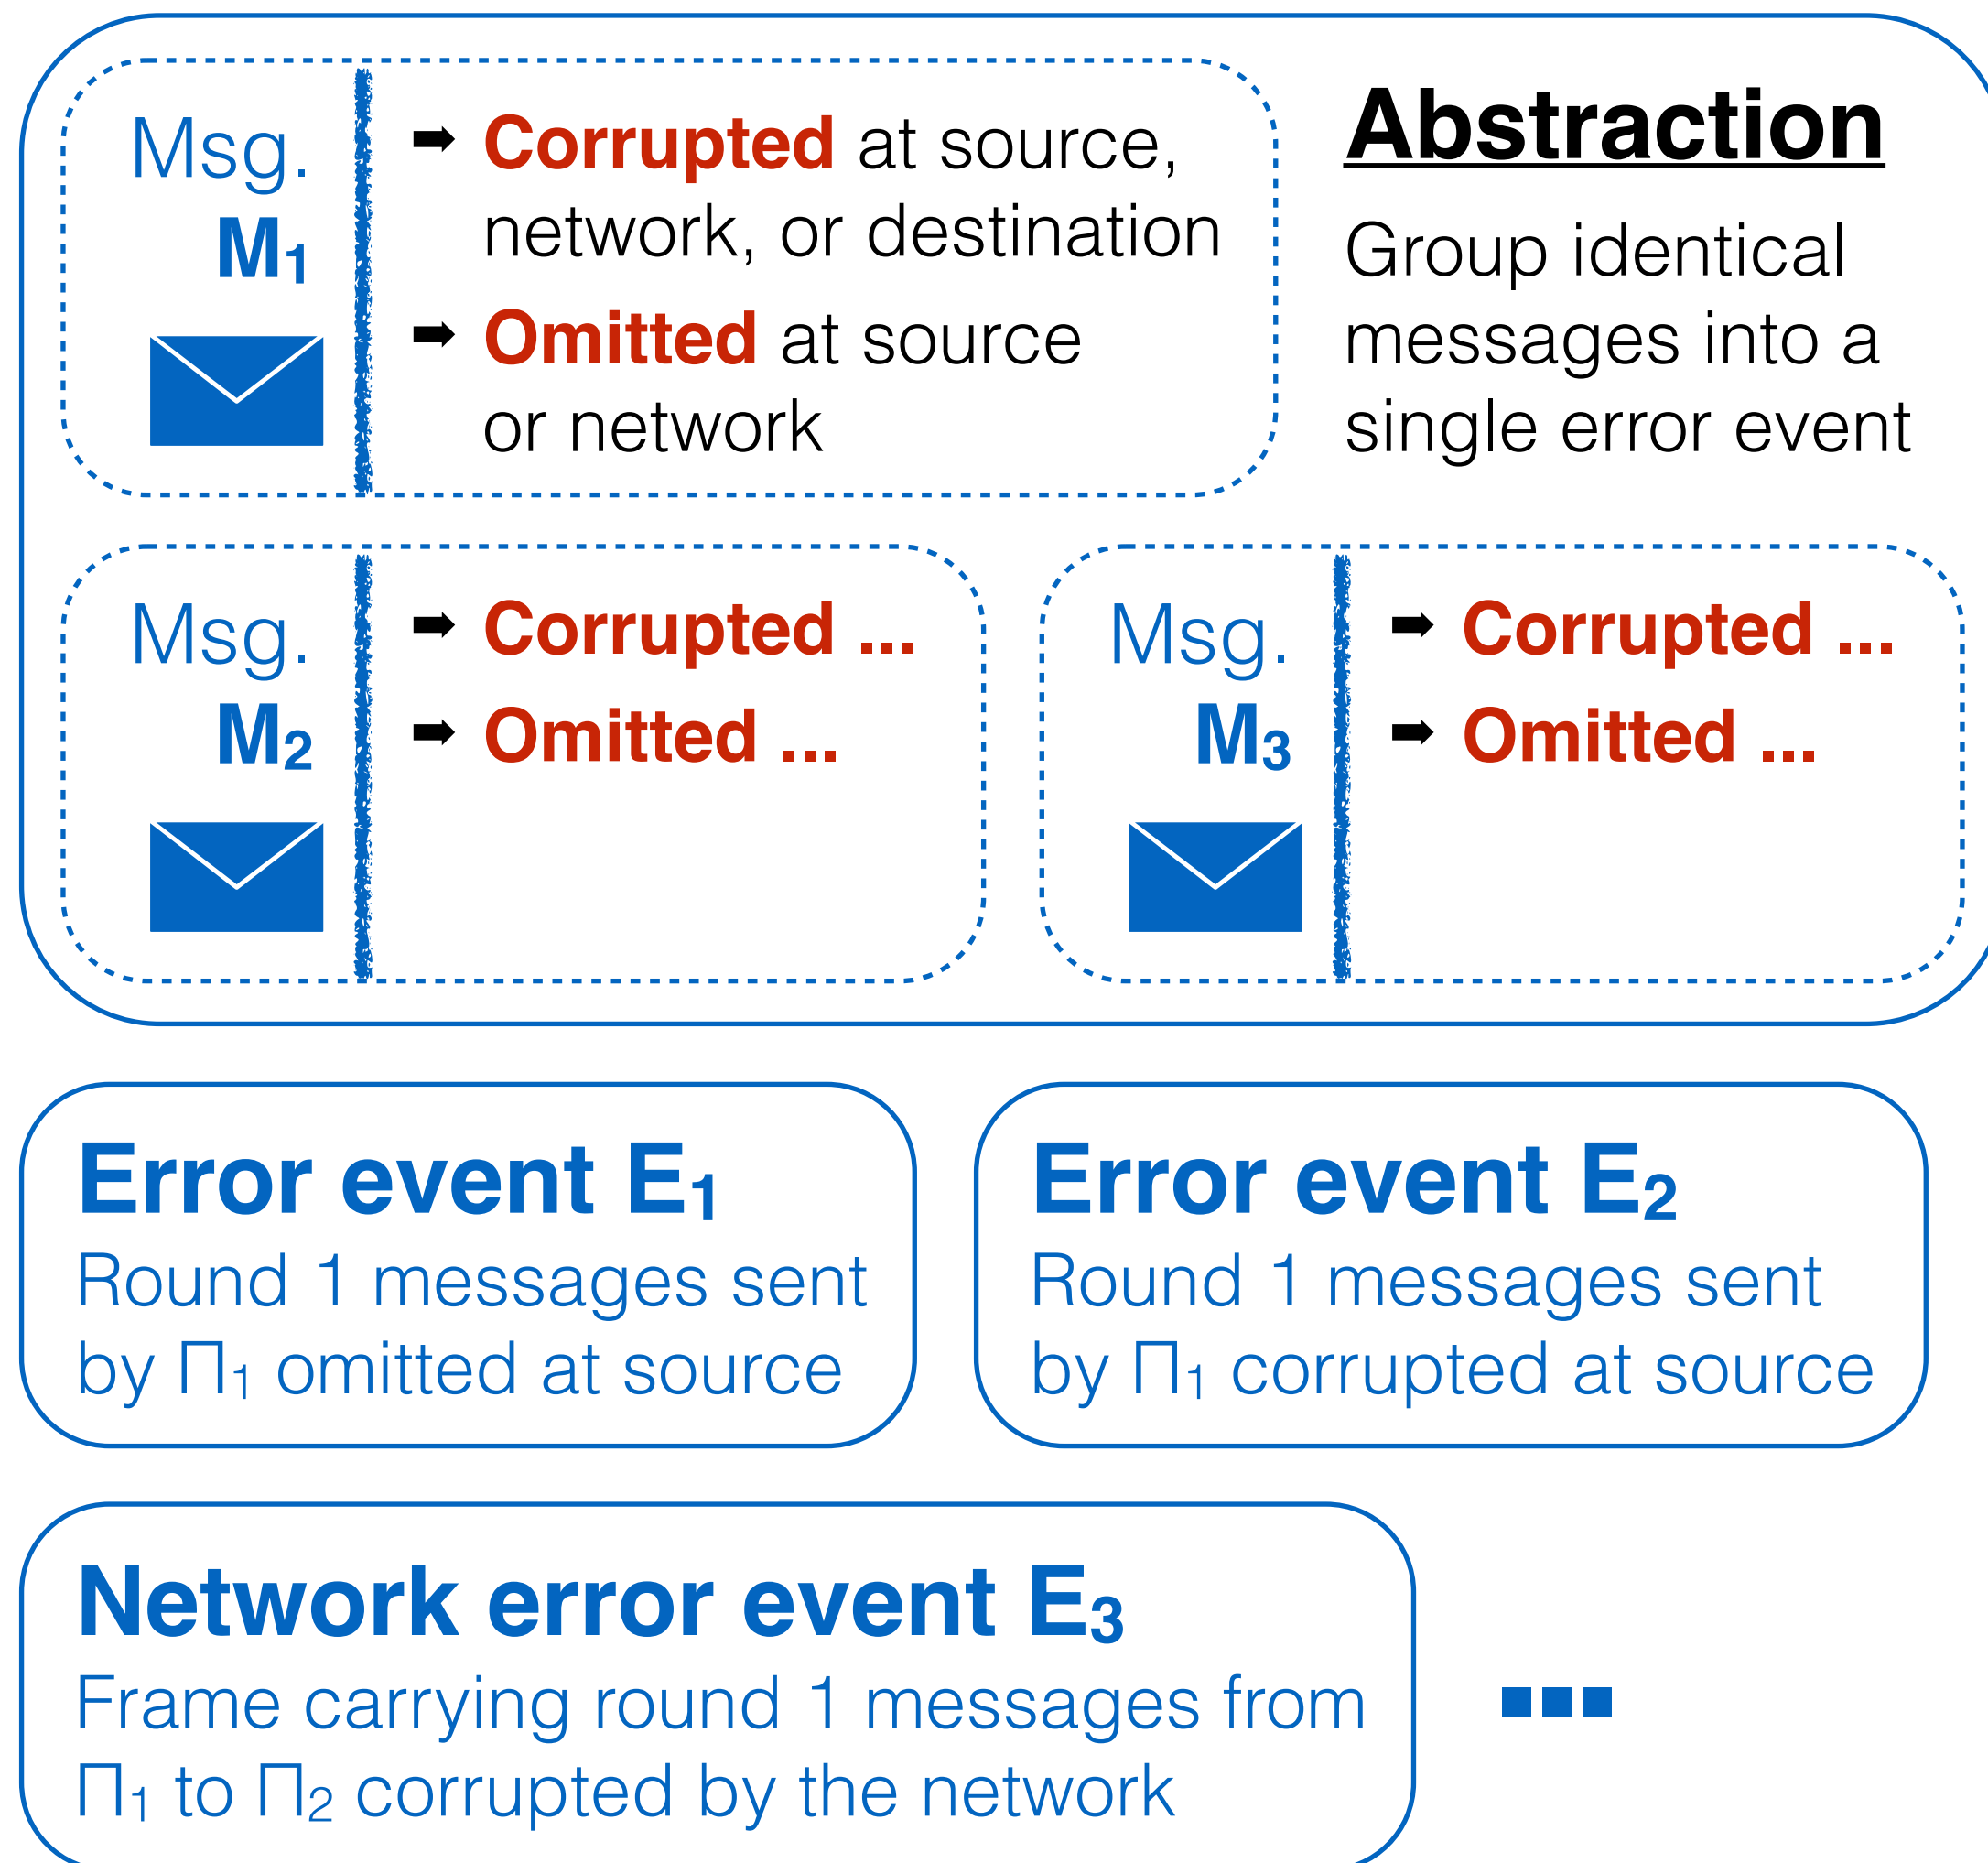 Msg.
M₁
➡ Corrupted at source,
network, or destination
➡ Omitted at source
or network
Abstraction
Group identical
messages into a
single error event
Msg.
M₂
➡ Corrupted ...
➡ Omitted ...
Msg.
M₃
➡ Corrupted ...
➡ Omitted ...
Error event E₁
Round 1 messages sent
by Π₁ omitted at source
Error event E₂
Round 1 messages sent
by Π₁ corrupted at source
Network error event E₃
Frame carrying round 1 messages from
Π₁ to Π₂ corrupted by the network
...